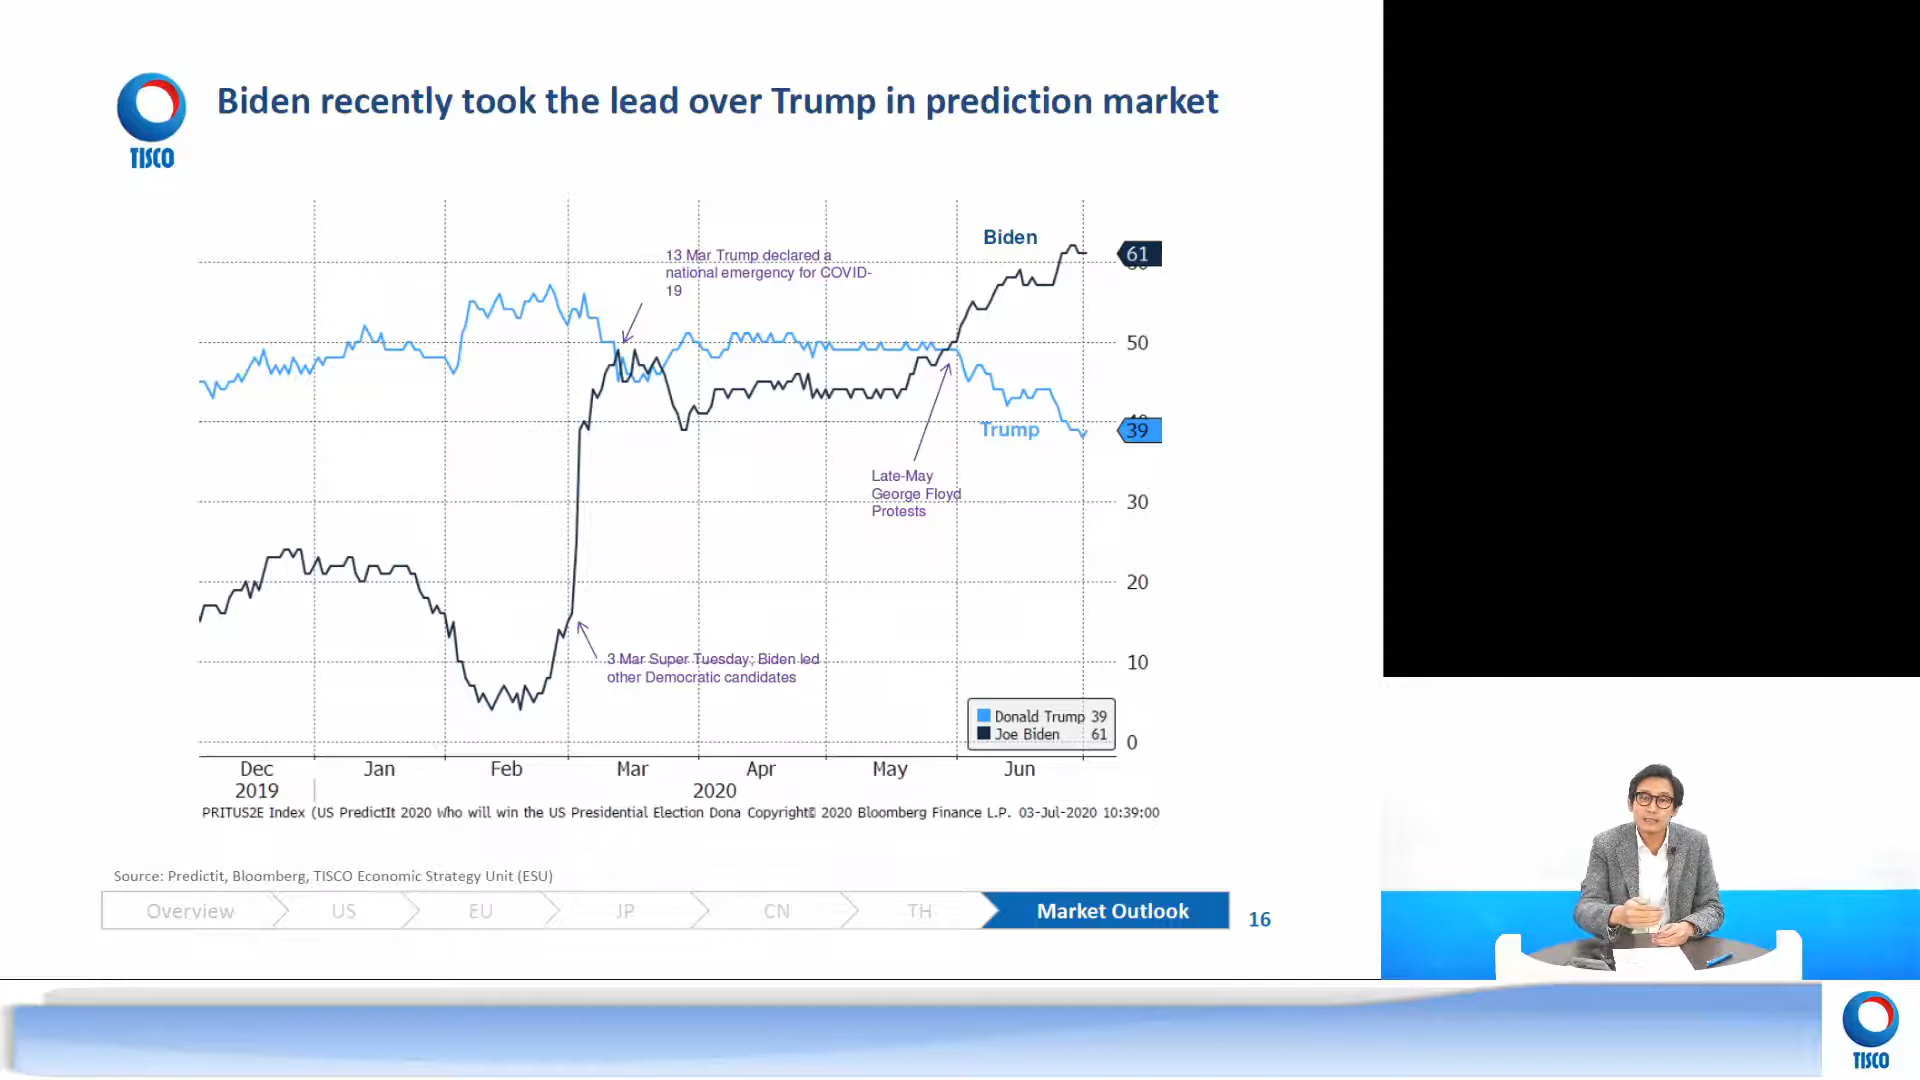 TISCO
Biden recently took the lead over Trump in prediction market
Biden
61
13 Mar Trump declared a
national emergency for COVID-
19
50
Trump
39
Late-May
George Floyd
Protests
30
20
3 Mar Super Tuesday; Biden led
other Democratic candidates
10
Donald Trump 39
Joe Biden 61
0
Dec Jan Feb Mar Apr May Jun
2019 2020
PRITUS2E Index (US PredictIt 2020 Who will win the US Presidential Election Dona Copyright© 2020 Bloomberg Finance L.P. 03-Jul-2020 10:39:00
Source: Predictit, Bloomberg, TISCO Economic Strategy Unit (ESU)
Overview US EU JP CN TH Market Outlook 16
TISCO